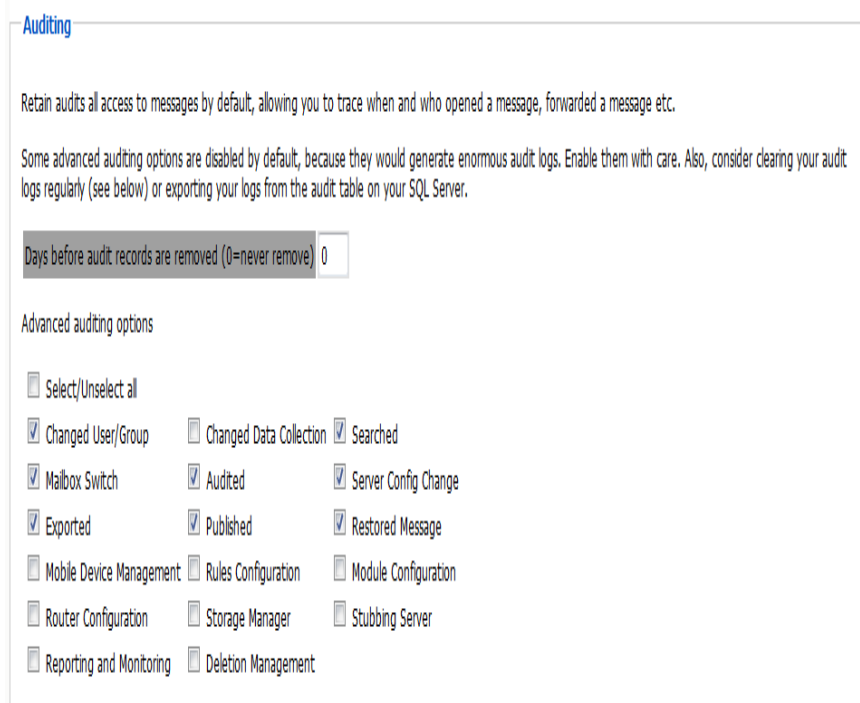 Auditing
Retain audits all access to messages by default, allowing you to trace when and who opened a message, forwarded a message etc.
Some advanced auditing options are disabled by default, because they would generate enormous audit logs. Enable them with care. Also, consider clearing your audit
logs regularly (see below) or exporting your logs from the audit table on your SQL Server.
Days before audit records are removed (0=never remove) 0
Advanced auditing options
Select/Unselect all
Changed User/Group Changed Data Collection Searched
Mailbox Switch Audited Server Config Change
Exported Published Restored Message
Mobile Device Management Rules Configuration Module Configuration
Router Configuration Storage Manager Stubbing Server
Reporting and Monitoring Deletion Management